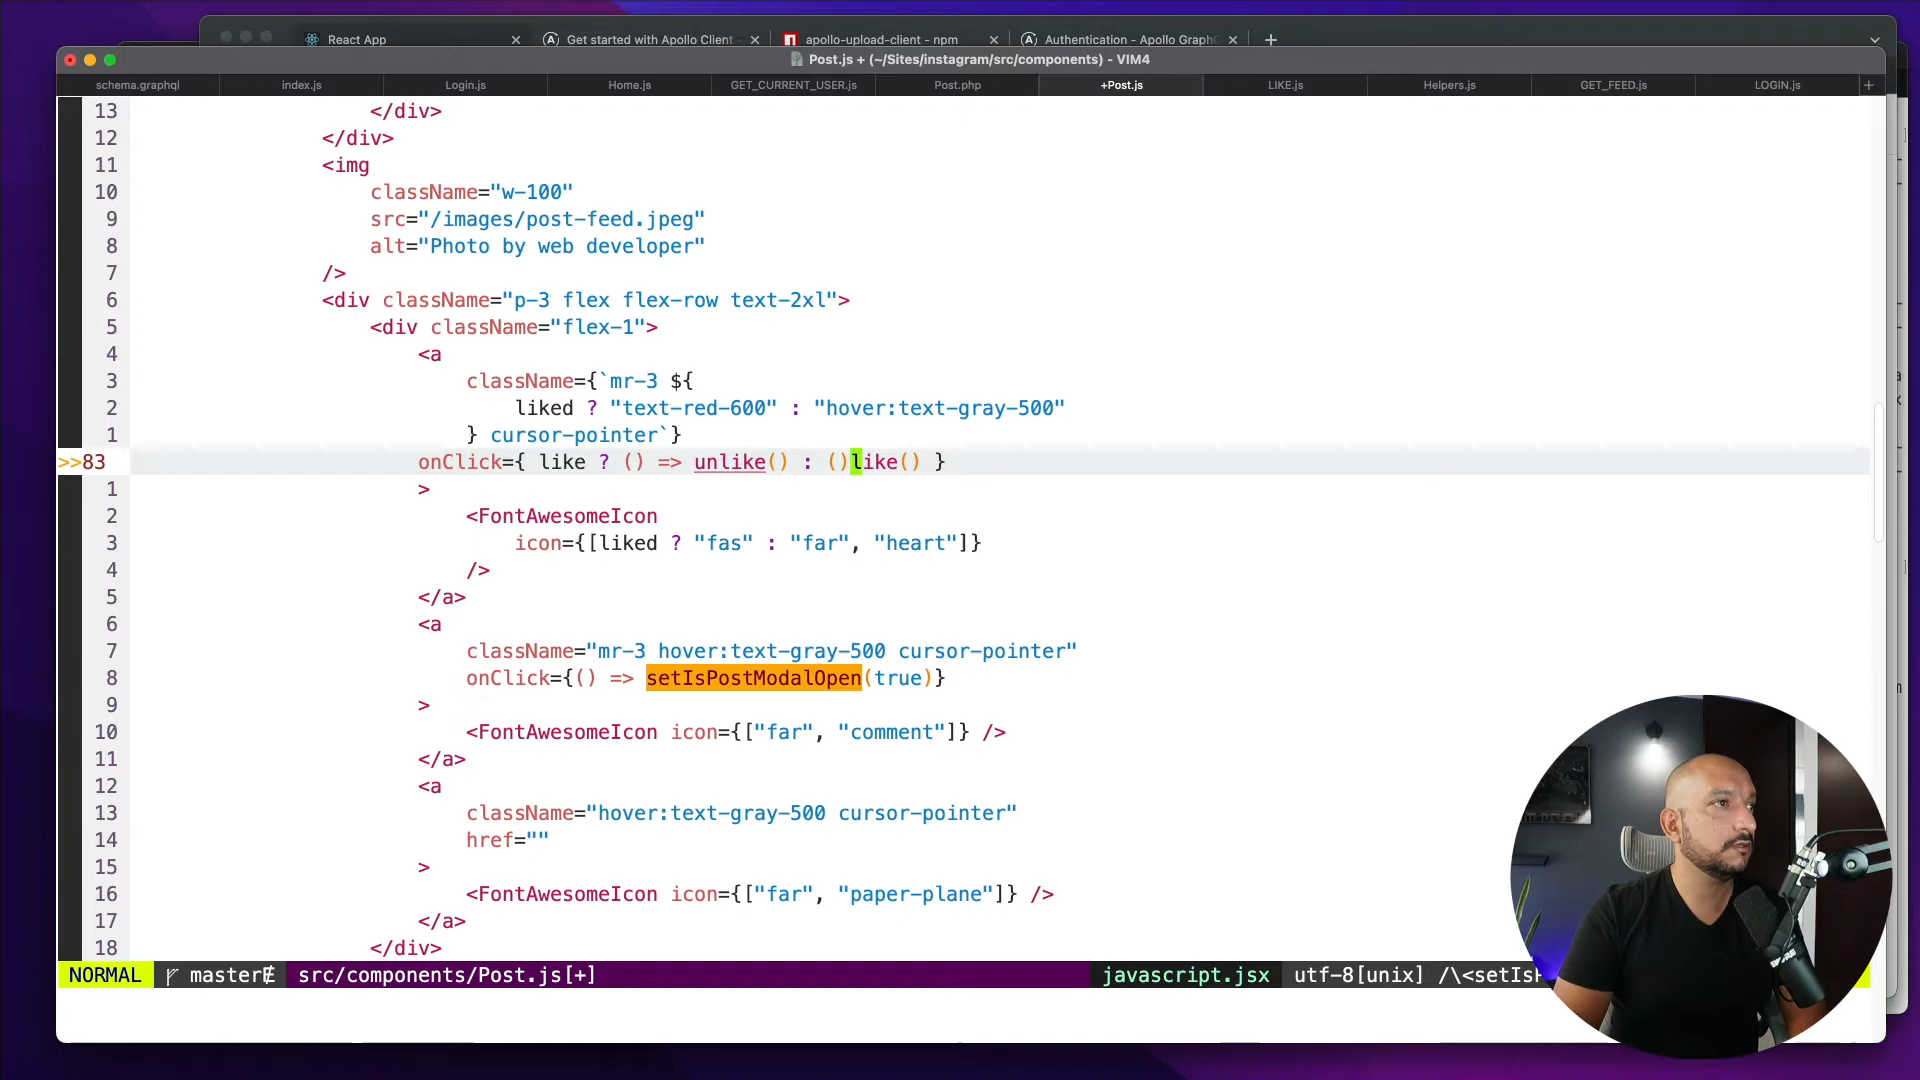 React App
Get started with Apollo Client
apollo-upload-client - npm
Authentication - Apollo GraphQ
Post.js + (~/Sites/instagram/src/components) - VIM4
schema.graphql
index.js
Login.js
Home.js
GET_CURRENT_USER.js
Post.php
+Post.js
LIKE.js
Helpers.js
GET_FEED.js
LOGIN.js
13 </div>
12 </div>
11 <img
10 className="w-100"
9 src="/images/post-feed.jpeg"
8 alt="Photo by web developer"
7 />
6 <div className="p-3 flex flex-row text-2xl">
5 <div className="flex-1">
4 <a
3 className={`mr-3 ${
2 liked ? "text-red-600" : "hover:text-gray-500"
1 } cursor-pointer`}
>>83 onClick={ like ? () => unlike() : ()like() }
1 >
2 <FontAwesomeIcon
3 icon={[liked ? "fas" : "far", "heart"]}
4 />
5 </a>
6 <a
7 className="mr-3 hover:text-gray-500 cursor-pointer"
8 onClick={() => setIsPostModalOpen(true)}
9 >
10 <FontAwesomeIcon icon={["far", "comment"]} />
11 </a>
12 <a
13 className="hover:text-gray-500 cursor-pointer"
14 href=""
15 >
16 <FontAwesomeIcon icon={["far", "paper-plane"]} />
17 </a>
18 </div>
NORMAL master src/components/Post.js[+] javascript.jsx utf-8[unix] /\<setIsP